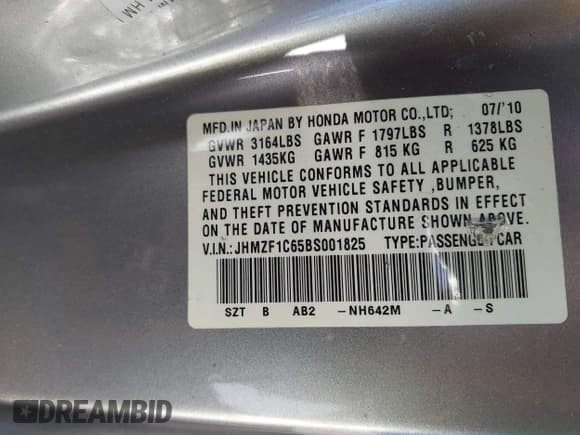 MFD.IN JAPAN BY HONDA MOTOR CO.,LTD; 07/'10
GVWR 3164LBS GAWR F 1797LBS R 1378LBS
GVWR 1435KG GAWR F 815 KG R 625 KG
THIS VEHICLE CONFORMS TO ALL APPLICABLE
FEDERAL MOTOR VEHICLE SAFETY ,BUMPER,
AND THEFT PREVENTION STANDARDS IN EFFECT
ON THE DATE OF MANUFACTURE SHOWN ABOVE.
V.I.N.:JHMZF1C65BS001825 TYPE:PASSENGER CAR
SZT B AB2 -NH642M -A -S
DREAMBID